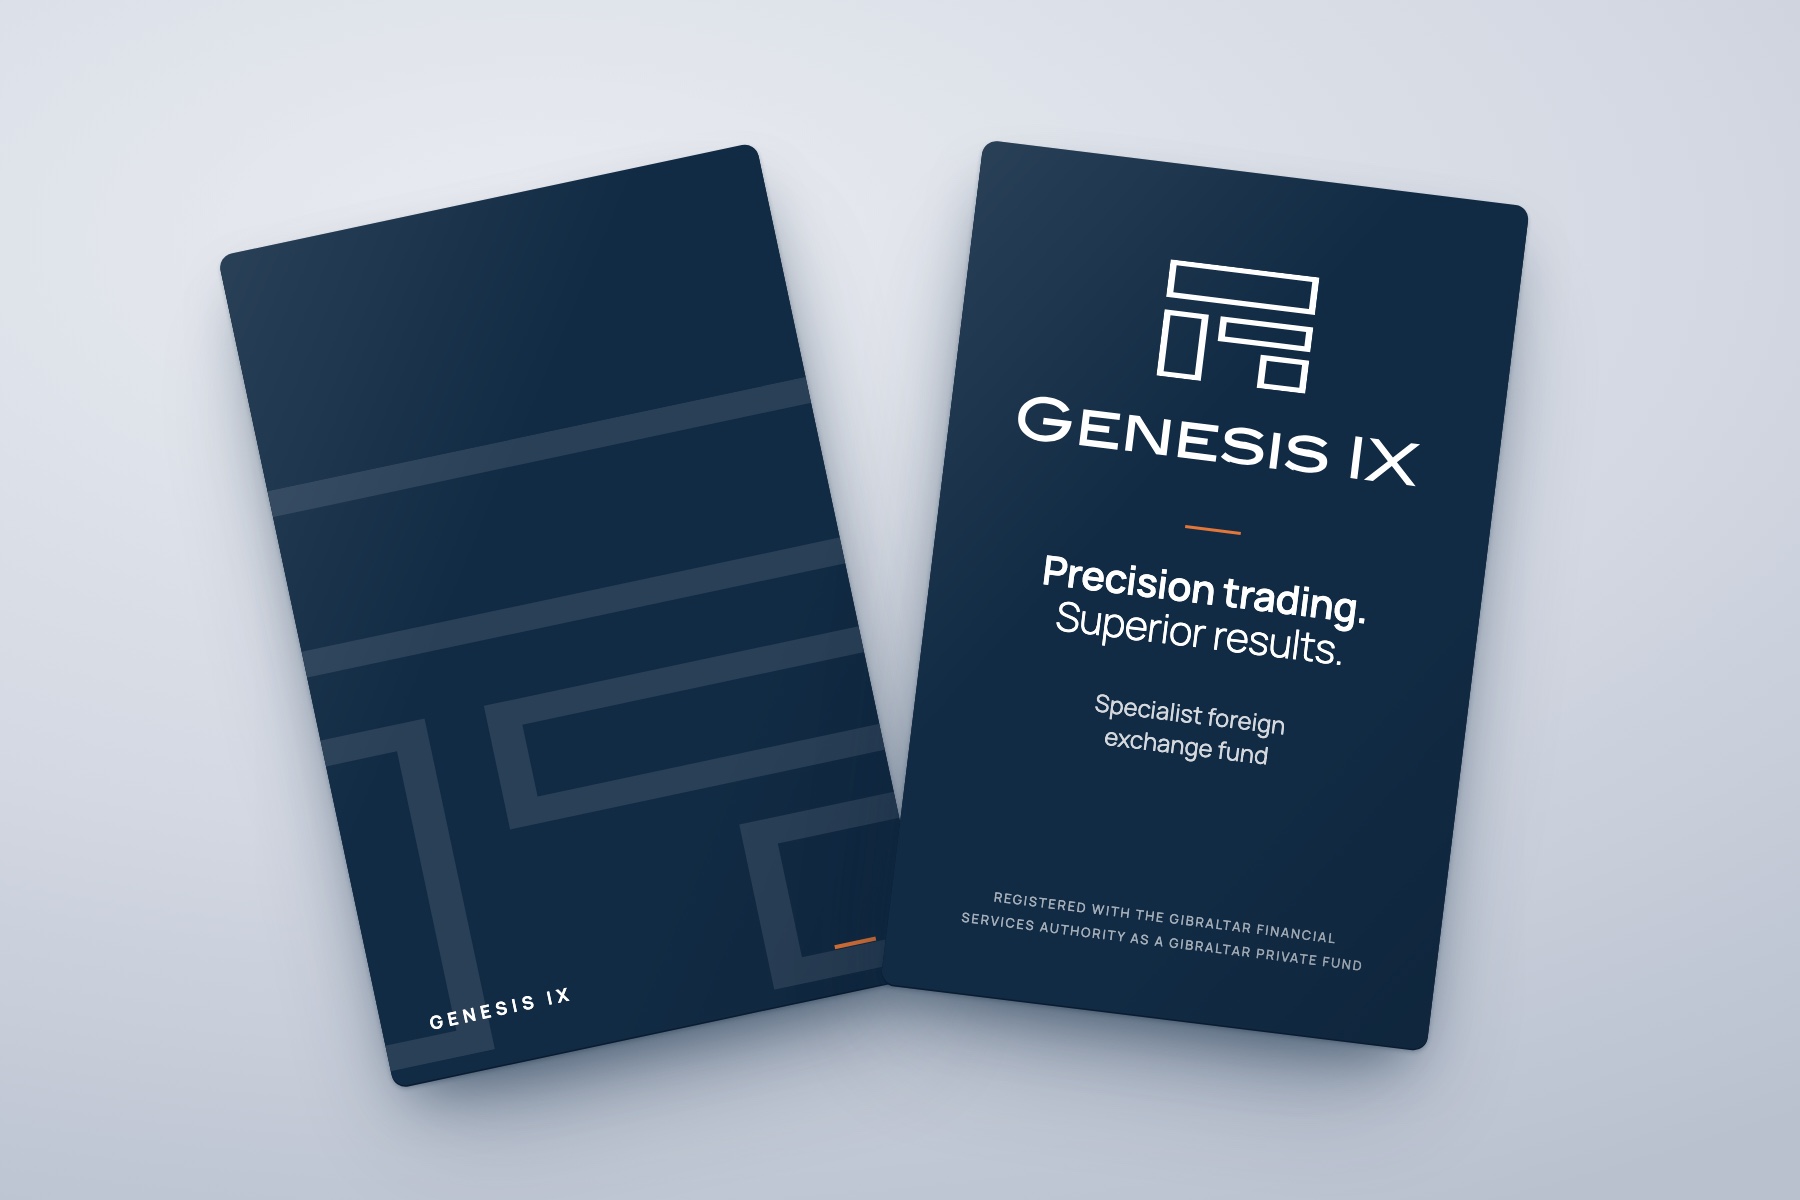 GENESIS IX
GENESIS IX
Precision trading.
Superior results.
Specialist foreign
exchange fund
REGISTERED WITH THE GIBRALTAR FINANCIAL
SERVICES AUTHORITY AS A GIBRALTAR PRIVATE FUND